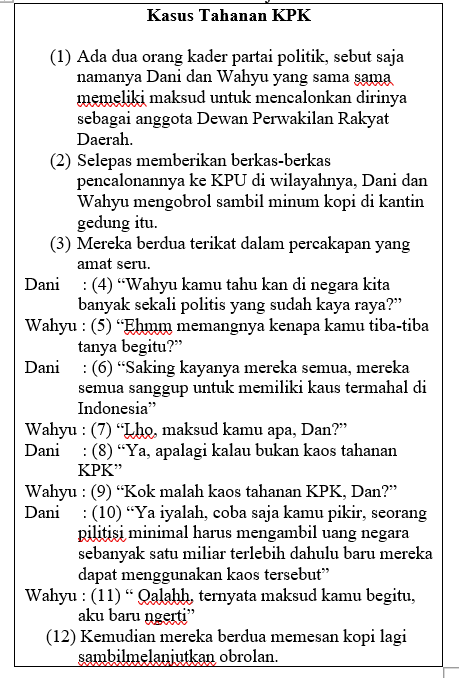 Kasus Tahanan KPK
(1) Ada dua orang kader partai politik, sebut saja
namanya Dani dan Wahyu yang sama sama
memeliki maksud untuk mencalonkan dirinya
sebagai anggota Dewan Perwakilan Rakyat
Daerah.
(2) Selepas memberikan berkas-berkas
pencalonannya ke KPU di wilayahnya, Dani dan
Wahyu mengobrol sambil minum kopi di kantin
gedung itu.
(3) Mereka berdua terikat dalam percakapan yang
amat seru.
Dani : (4) “Wahyu kamu tahu kan di negara kita
banyak sekali politis yang sudah kaya raya?”
Wahyu : (5) “Ehmm memangnya kenapa kamu tiba-tiba
tanya begitu?”
Dani : (6) “Saking kayanya mereka semua, mereka
semua sanggup untuk memiliki kaus termahal di
Indonesia”
Wahyu : (7) “Lho, maksud kamu apa, Dan?”
Dani : (8) “Ya, apalagi kalau bukan kaos tahanan
KPK”
Wahyu : (9) “Kok malah kaos tahanan KPK, Dan?”
Dani : (10) “Ya iyalah, coba saja kamu pikir, seorang
pilitisi minimal harus mengambil uang negara
sebanyak satu miliar terlebih dahulu baru mereka
dapat menggunakan kaos tersebut”
Wahyu : (11) “ Oalahh, ternyata maksud kamu begitu,
aku baru ngerti”
(12) Kemudian mereka berdua memesan kopi lagi
sambilmelanjutkan obrolan.